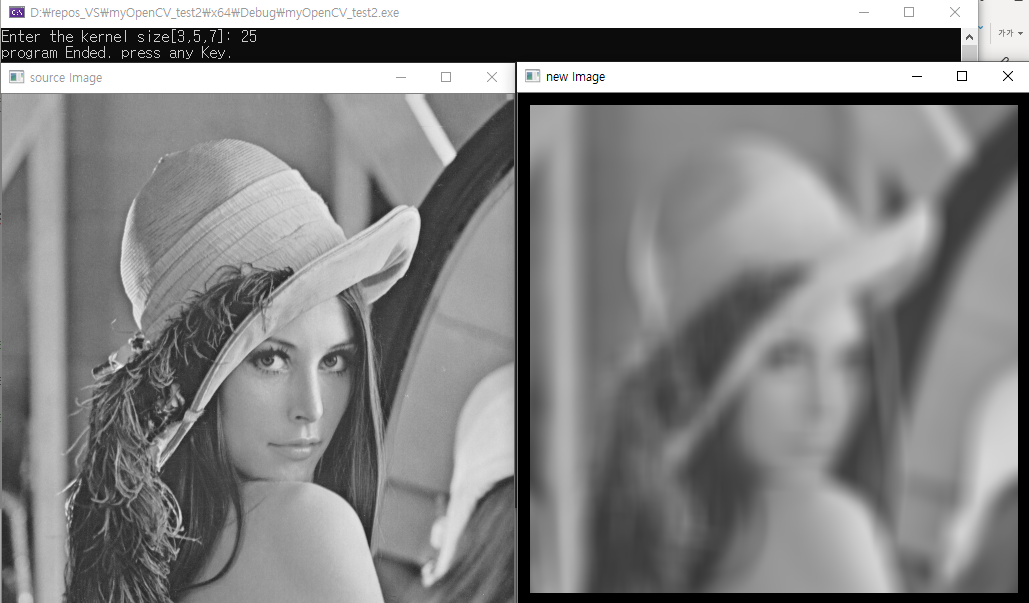 D:₩repos_VS₩myOpenCV_test2₩x64₩Debug₩myOpenCV_test2.exe
Enter the kernel size[3,5,7]: 25
program Ended. press any Key.
가가
source Image
new Image